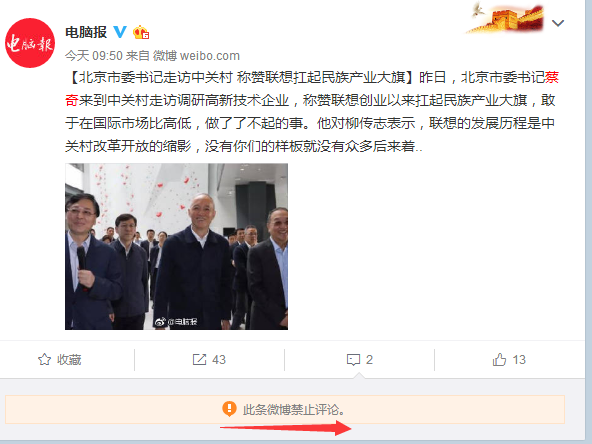 电脑报
电脑报
今天 09:50 来自 微博 weibo.com
【北京市委书记走访中关村 称赞联想扛起民族产业大旗】昨日，北京市委书记蔡
奇来到中关村走访调研高新技术企业，称赞联想创业以来扛起民族产业大旗，敢
于在国际市场比高低，做了了不起的事。他对柳传志表示，联想的发展历程是中
关村改革开放的缩影，没有你们的样板就没有众多后来着..
@电脑报
收藏 43 2 13
此条微博禁止评论。